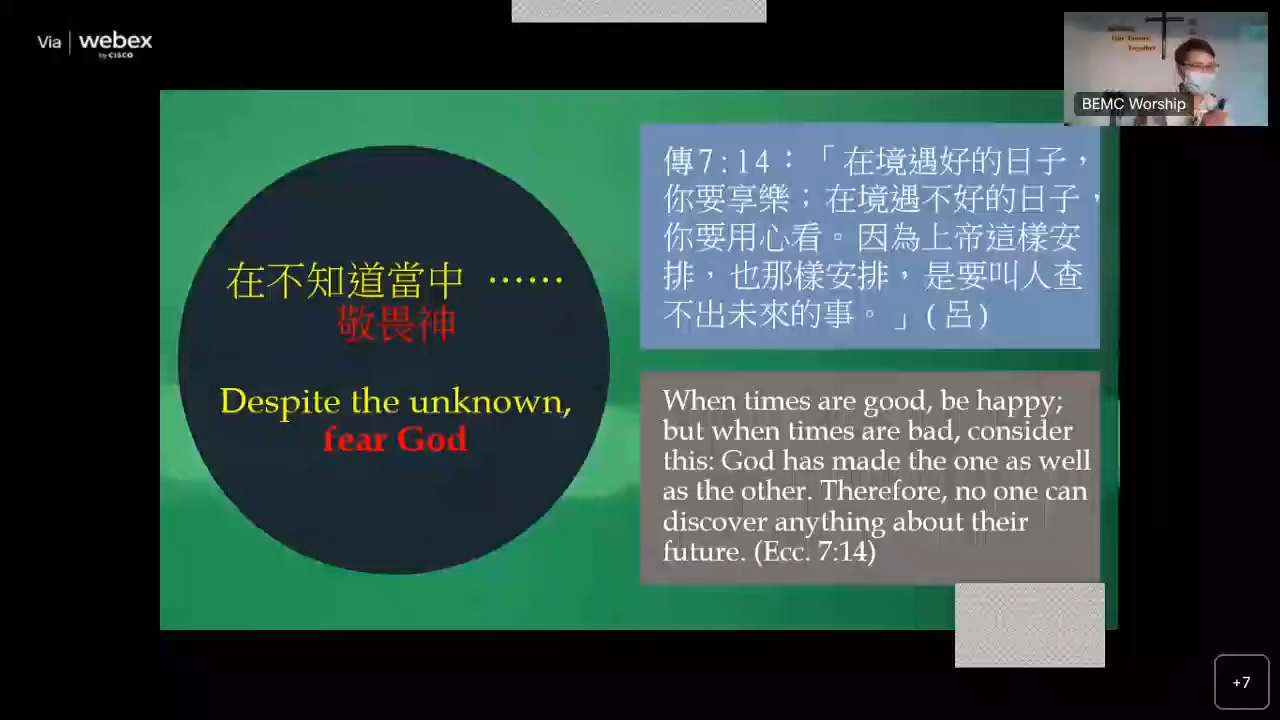 Via | webex
by CISCO
BEMC Worship
在不知道當中 ……
敬畏神
Despite the unknown,
fear God
傳7:14：「在境遇好的日子，
你要享樂；在境遇不好的日子，
你要用心看。因為上帝這樣安
排，也那樣安排，是要叫人查
不出未來的事。」(呂)
When times are good, be happy;
but when times are bad, consider
this: God has made the one as well
as the other. Therefore, no one can
discover anything about their
future. (Ecc. 7:14)
+7